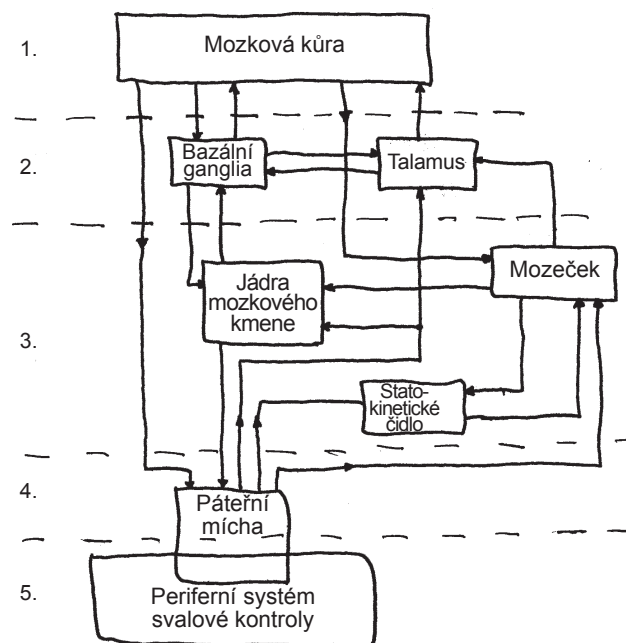 1.
Mozková kůra
2.
Bazální
ganglia
Talamus
3.
Mozeček
Jádra
mozkového
kmene
Stato-
kinetické
čidlo
4.
Páteřní
mícha
5.
Periferní systém
svalové kontroly